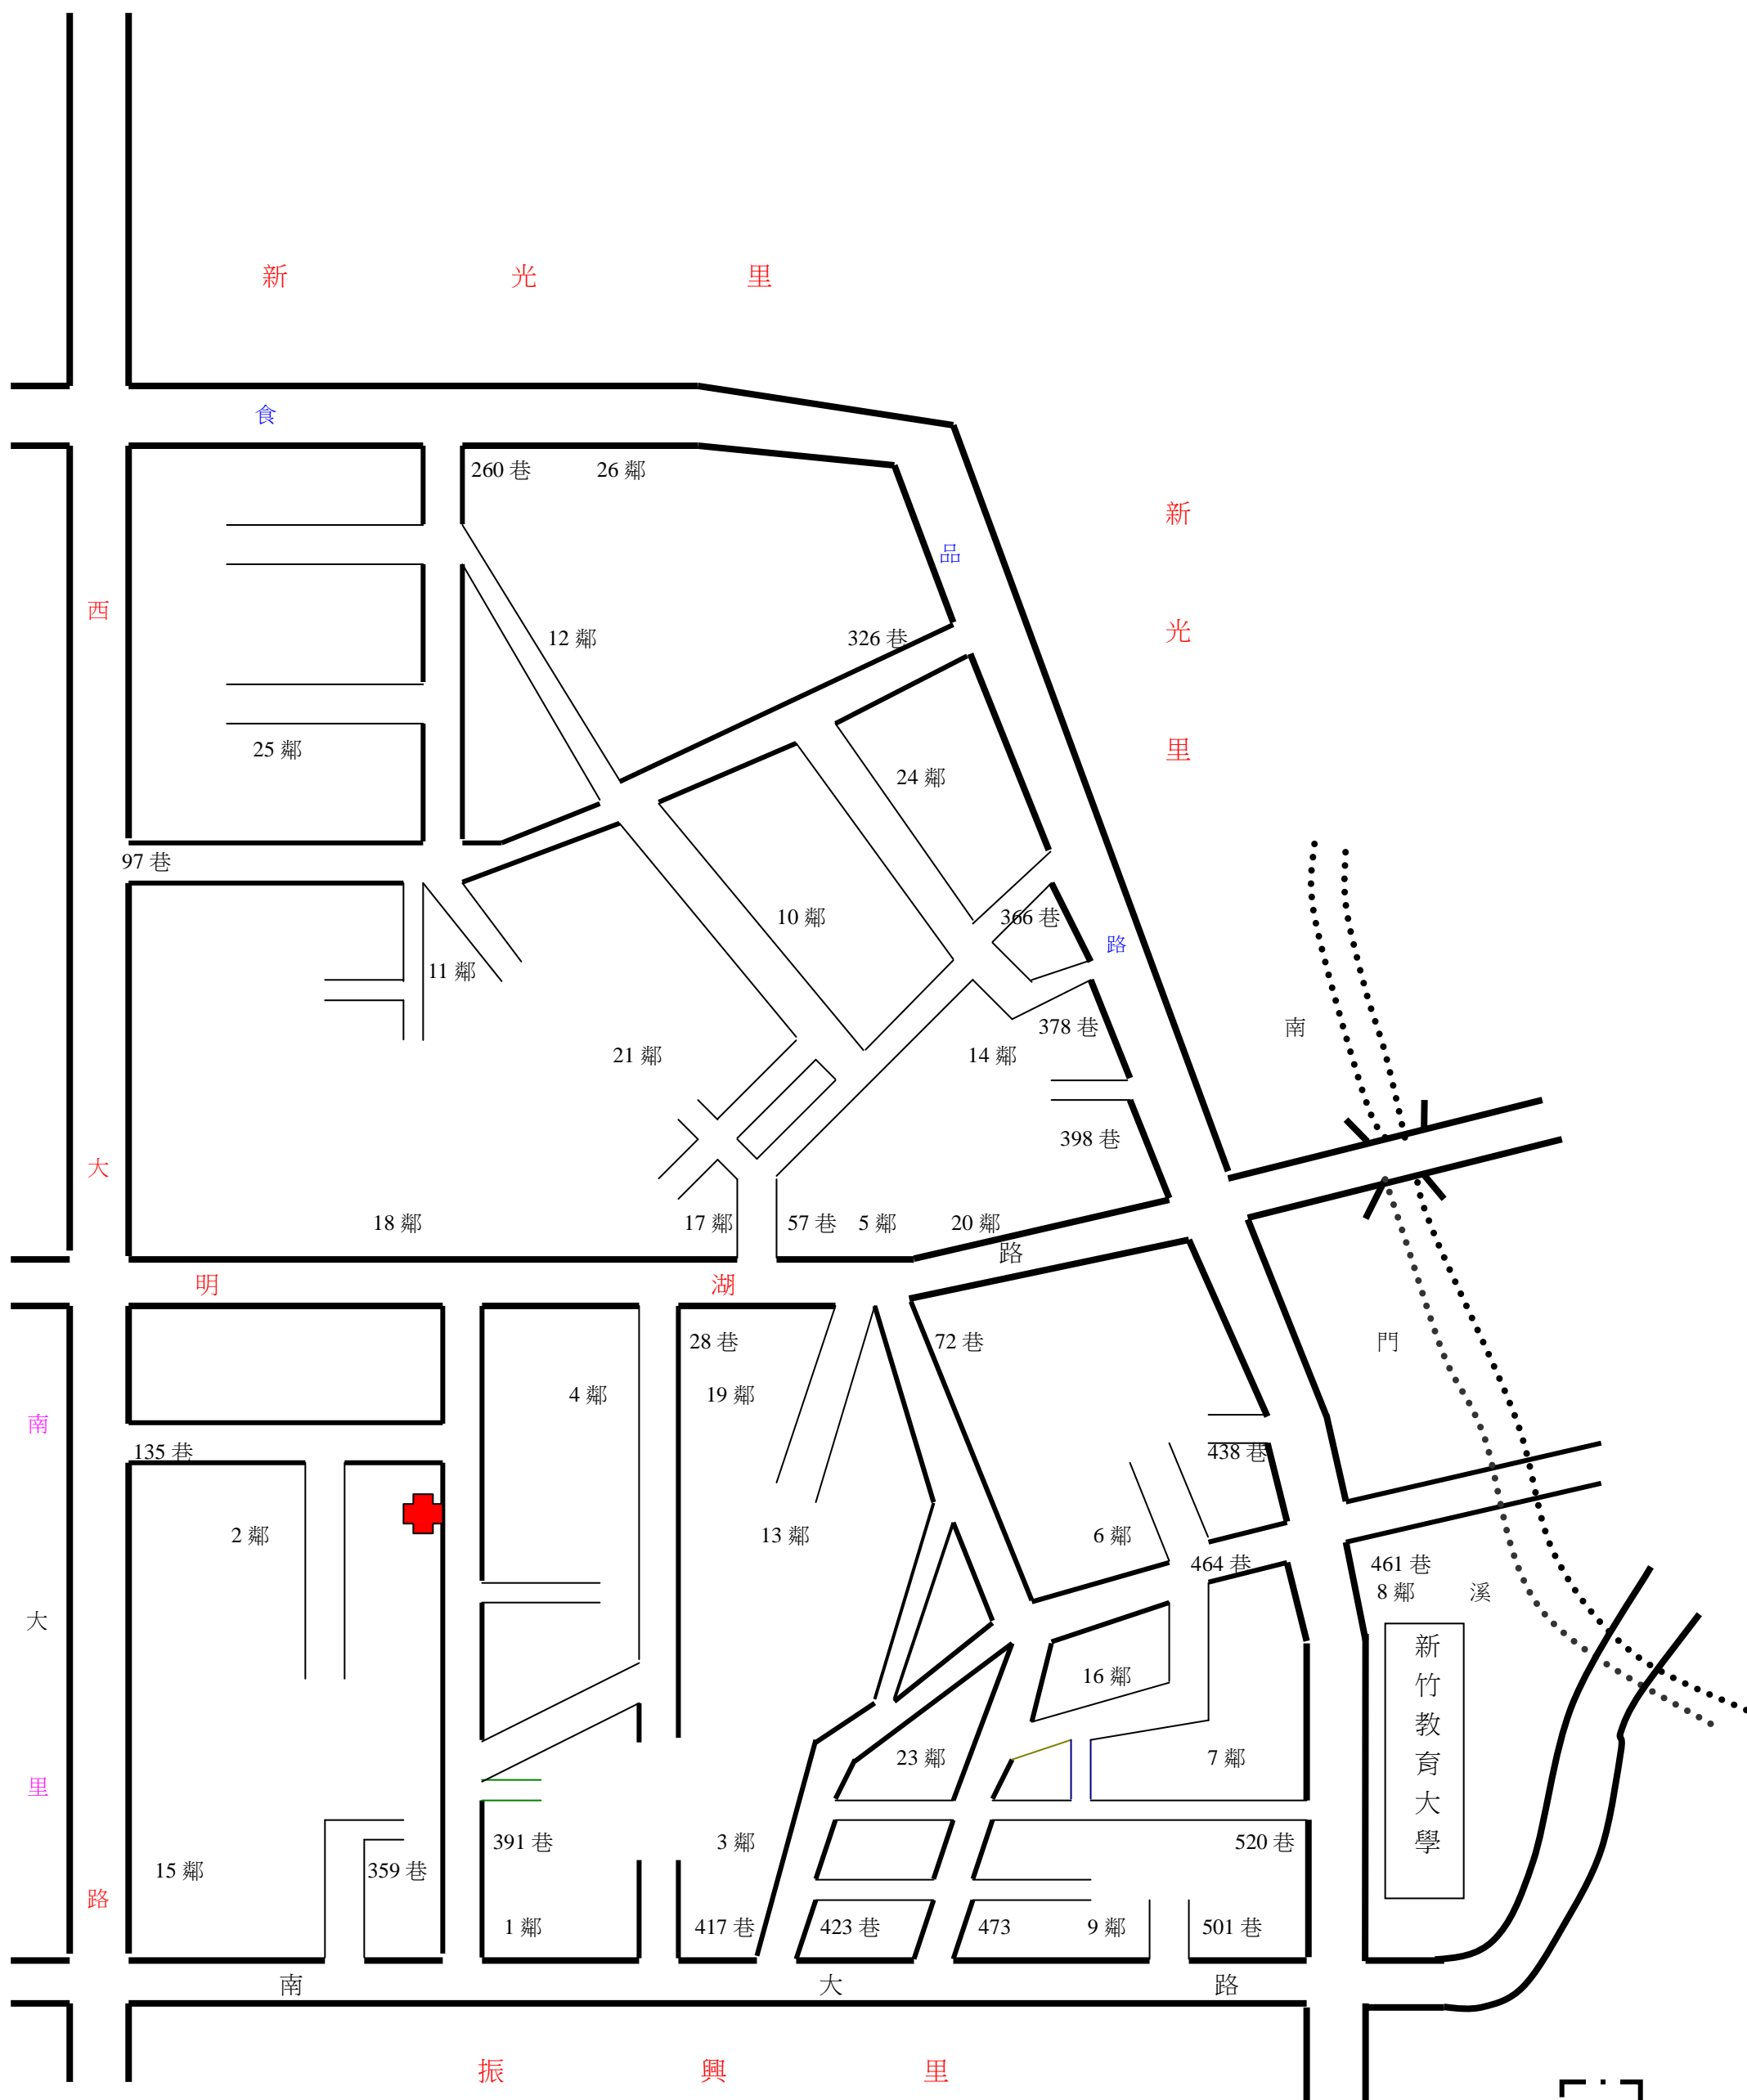 新光里
食品路
260 巷
26 鄰
新光里
西大路
12 鄰
326 巷
25 鄰
24 鄰
97 巷
10 鄰
366 巷
11 鄰
378 巷
21 鄰
14 鄰
398 巷
南門溪
18 鄰
17 鄰
57 巷
5 鄰
20 鄰
明湖路
28 巷
72 巷
4 鄰
19 鄰
南大里
135 巷
438 巷
2 鄰
13 鄰
6 鄰
464 巷
461 巷
8 鄰
新竹教育大學
16 鄰
23 鄰
7 鄰
391 巷
3 鄰
520 巷
15 鄰
359 巷
1 鄰
417 巷
423 巷
473
9 鄰
501 巷
南大路
振興里